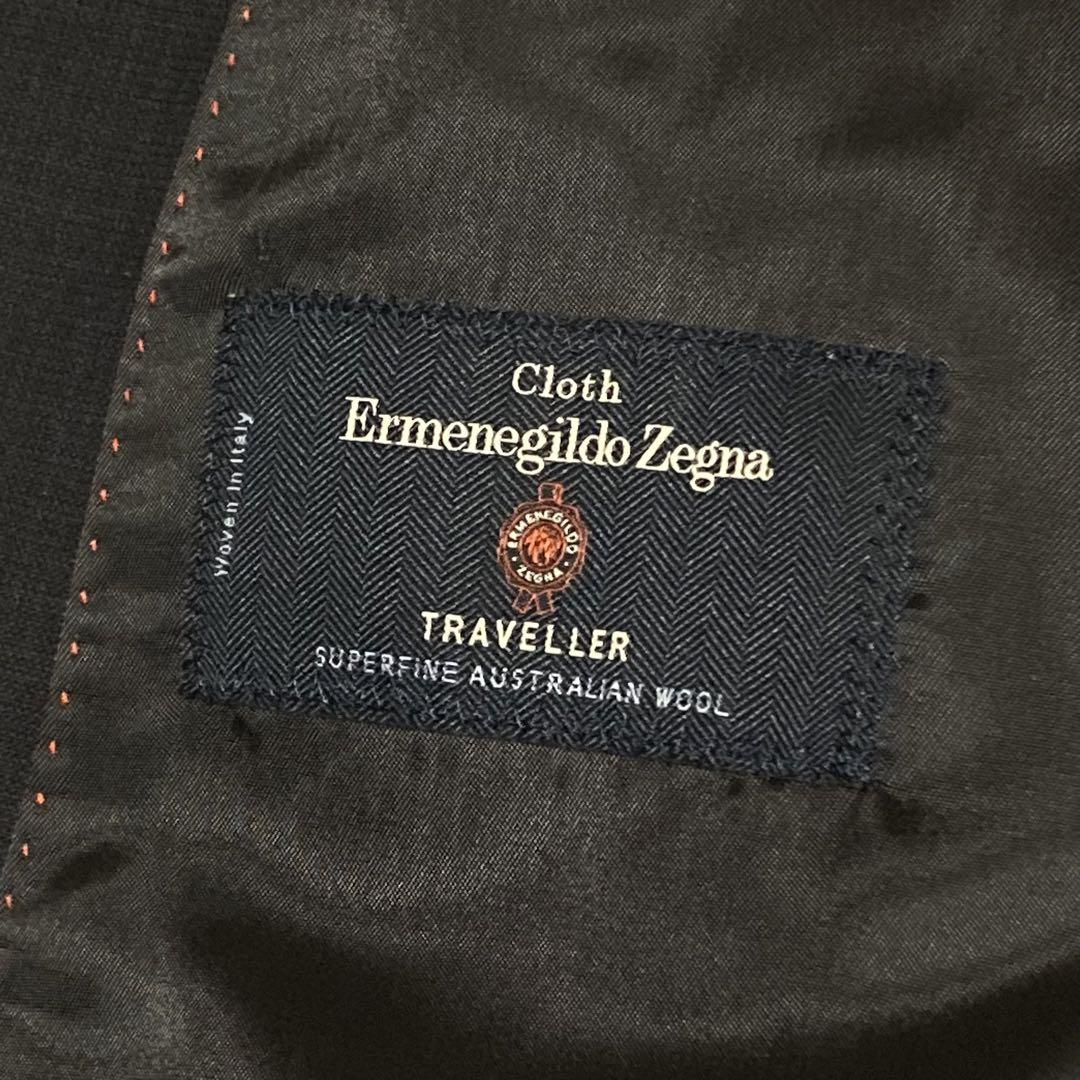 Cloth
Ermenegildo Zegna
Woven in Italy
ERMENEGILDO
ZEGNA
TRAVELLER
SUPERFINE AUSTRALIAN WOOL